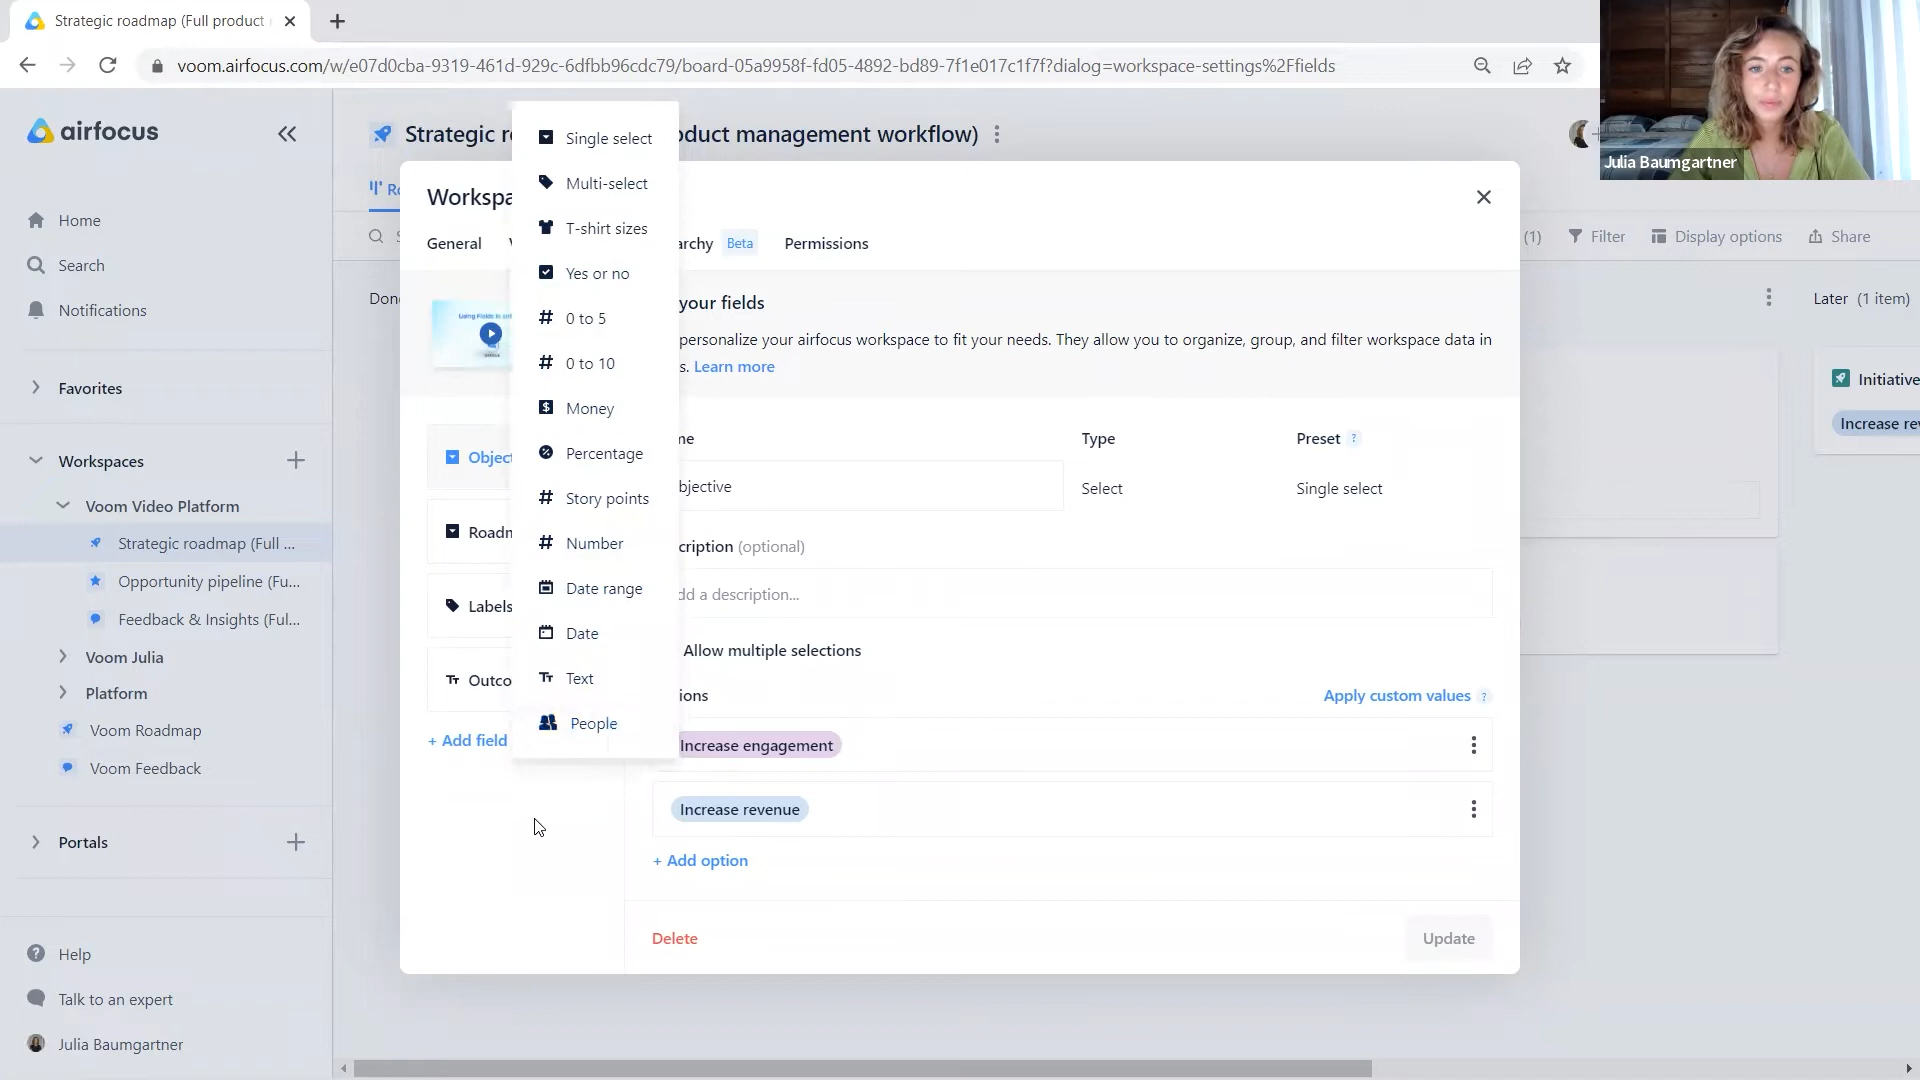 Strategic roadmap (Full product
voom.airfocus.com/w/e07d0cba-9319-461d-929c-6dfbb96cdc79/board-05a9958f-fd05-4892-bd89-7f1e017c1f7f?dialog=workspace-settings%2Ffields
Julia Baumgartner
airfocus
Home
Search
Notifications
Favorites
Workspaces
Voom Video Platform
Strategic roadmap (Full ...
Opportunity pipeline (Fu...
Feedback & Insights (Ful...
Voom Julia
Platform
Voom Roadmap
Voom Feedback
Portals
Help
Talk to an expert
Julia Baumgartner
Strategic r oduct management workflow)
Ro
(1) Filter Display options Share
Done
Later (1 item)
Initiative
Increase rev
Workspa
General archy Beta Permissions
your fields
personalize your airfocus workspace to fit your needs. They allow you to organize, group, and filter workspace data in
s. Learn more
Object
Roadm
Labels
Outco
+ Add field
Single select
Multi-select
T-shirt sizes
Yes or no
# 0 to 5
# 0 to 10
Money
Percentage
# Story points
# Number
Date range
Date
Tт Text
People
me Type Preset ?
bjective Select Single select
cription (optional)
dd a description...
Allow multiple selections
ions Apply custom values ?
Increase engagement
Increase revenue
+ Add option
Delete Update